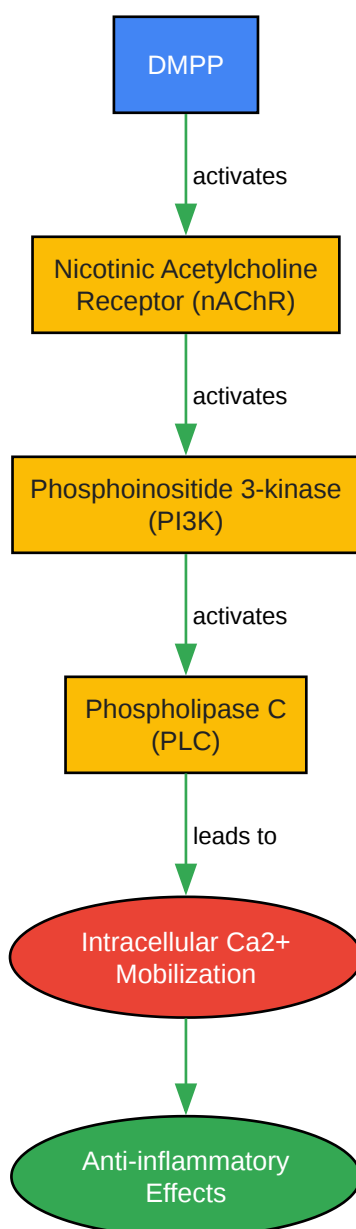 DMPP
activates
Nicotinic Acetylcholine
Receptor (nAChR)
activates
Phosphoinositide 3-kinase
(PI3K)
activates
Phospholipase C
(PLC)
leads to
Intracellular Ca2+
Mobilization
Anti-inflammatory
Effects